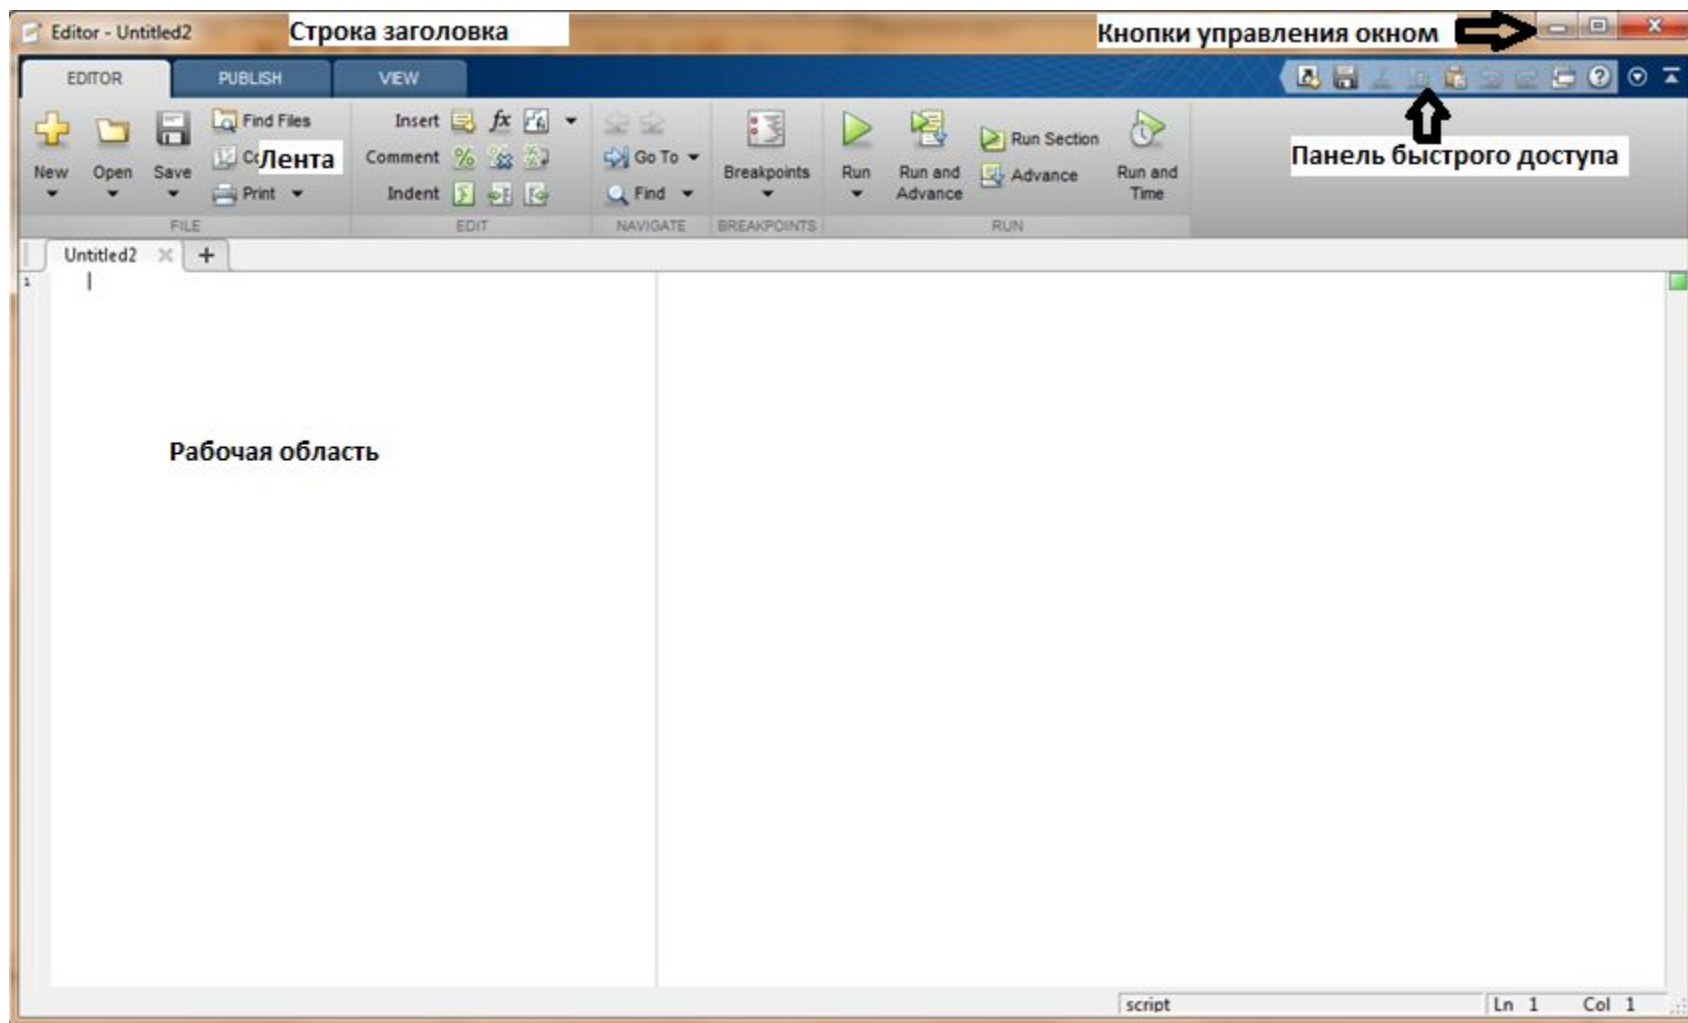 Editor - Untitled2 Строка заголовка Кнопки управления окном
EDITOR PUBLISH VIEW
Панель быстрого доступа
New Open Save
Find Files
Лента
Print
FILE
Insert fx
Comment
Indent
EDIT
Go To
Find
NAVIGATE
Breakpoints
BREAKPOINTS
Run
Run and
Advance
Run Section
Advance
Run and
Time
RUN
Untitled2 +
1
Рабочая область
script Ln 1 Col 1